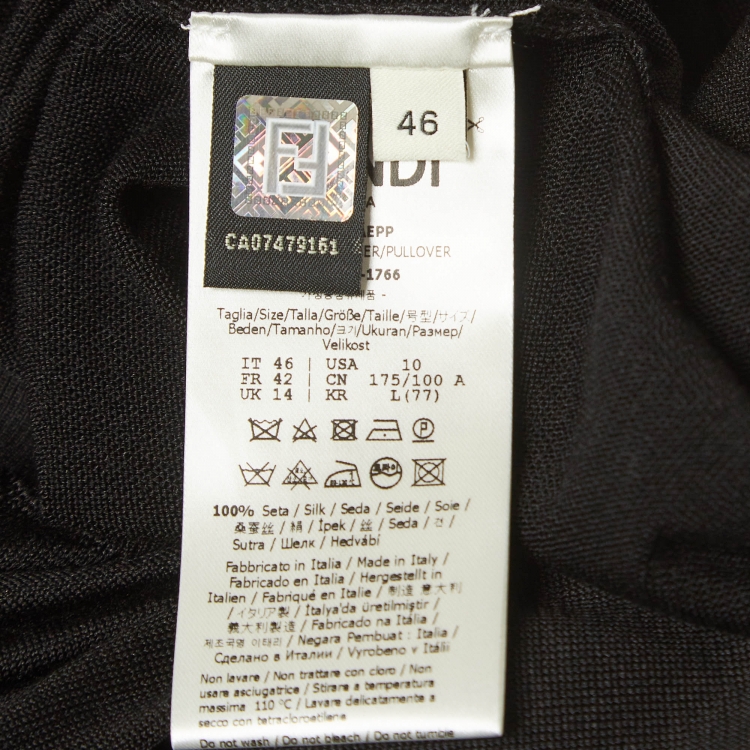 46
NDI
A
AEPP
ER/PULLOVER
CA07479161
-1766
Taglia/Size/Talla/Größe/Taille/号型/サイズ/
Beden/Tamanho/크기/Ukuran/Размер/
Velikost
IT 46 | USA 10
FR 42 | CN 175/100 A
UK 14 | KR L(77)
100% Seta / Silk / Seda / Seide / Soie /
桑蚕丝 / 絹 / İpek / 丝 / Seda / 견 /
Sutra / Шелк / Hedvábí
Fabbricato in Italia / Made in Italy /
Fabricado en Italia / Hergestellt in
Italien / Fabriqué en Italie / 制造 意大利
/ イタリア製 / İtalya'da üretilmiştir /
義大利製造 / Fabricado na Itália /
제조국명 이태리 / Negara Pembuat : Italia /
Сделано в Италии / Vyrobeno v Itálii
Non lavare / Non trattare con cloro / Non
usare asciugatrice / Stirare a temperatura
massima 110 °C / Lavare delicatamente a
secco con tetracloroetilene
Do not wash / Do not bleach / Do not tumble